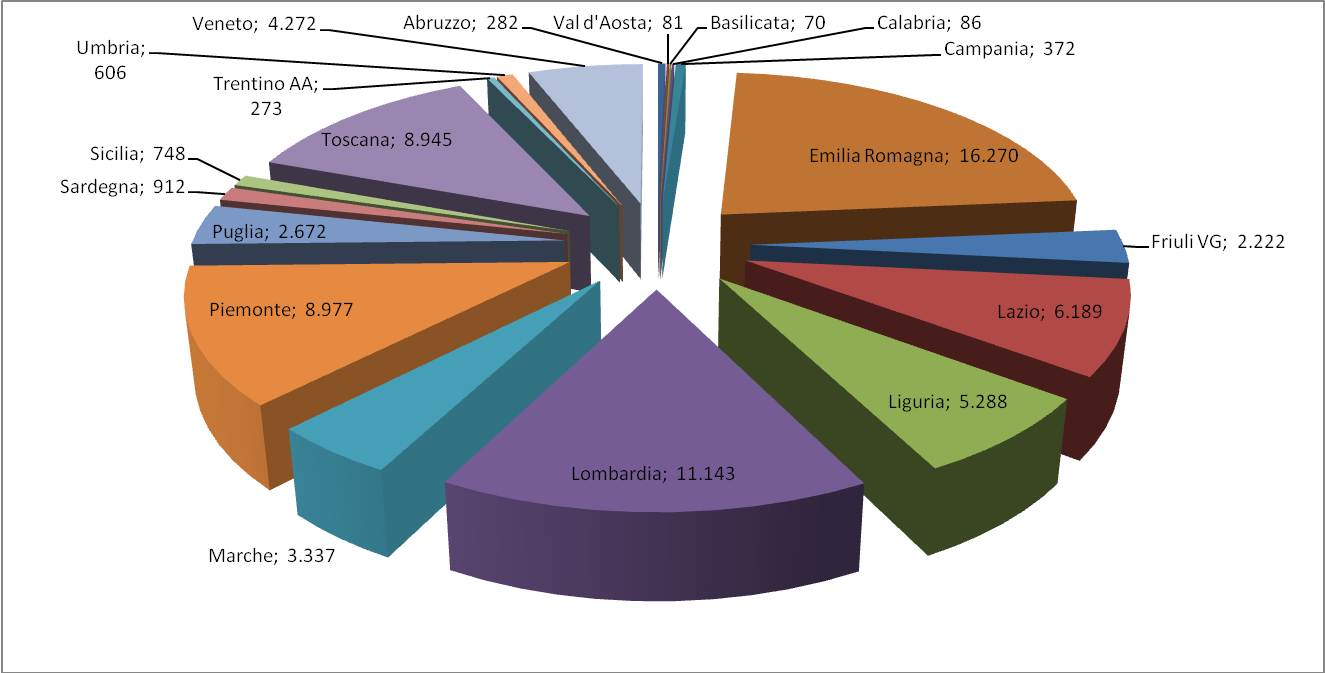 Veneto; 4.272
Abruzzo; 282
Val d'Aosta; 81
Basilicata; 70
Calabria; 86
Umbria;
606
Campania; 372
Trentino AA;
273
Toscana; 8.945
Emilia Romagna; 16.270
Sicilia; 748
Sardegna; 912
Puglia; 2.672
Friuli VG; 2.222
Piemonte; 8.977
Lazio; 6.189
Liguria; 5.288
Lombardia; 11.143
Marche; 3.337